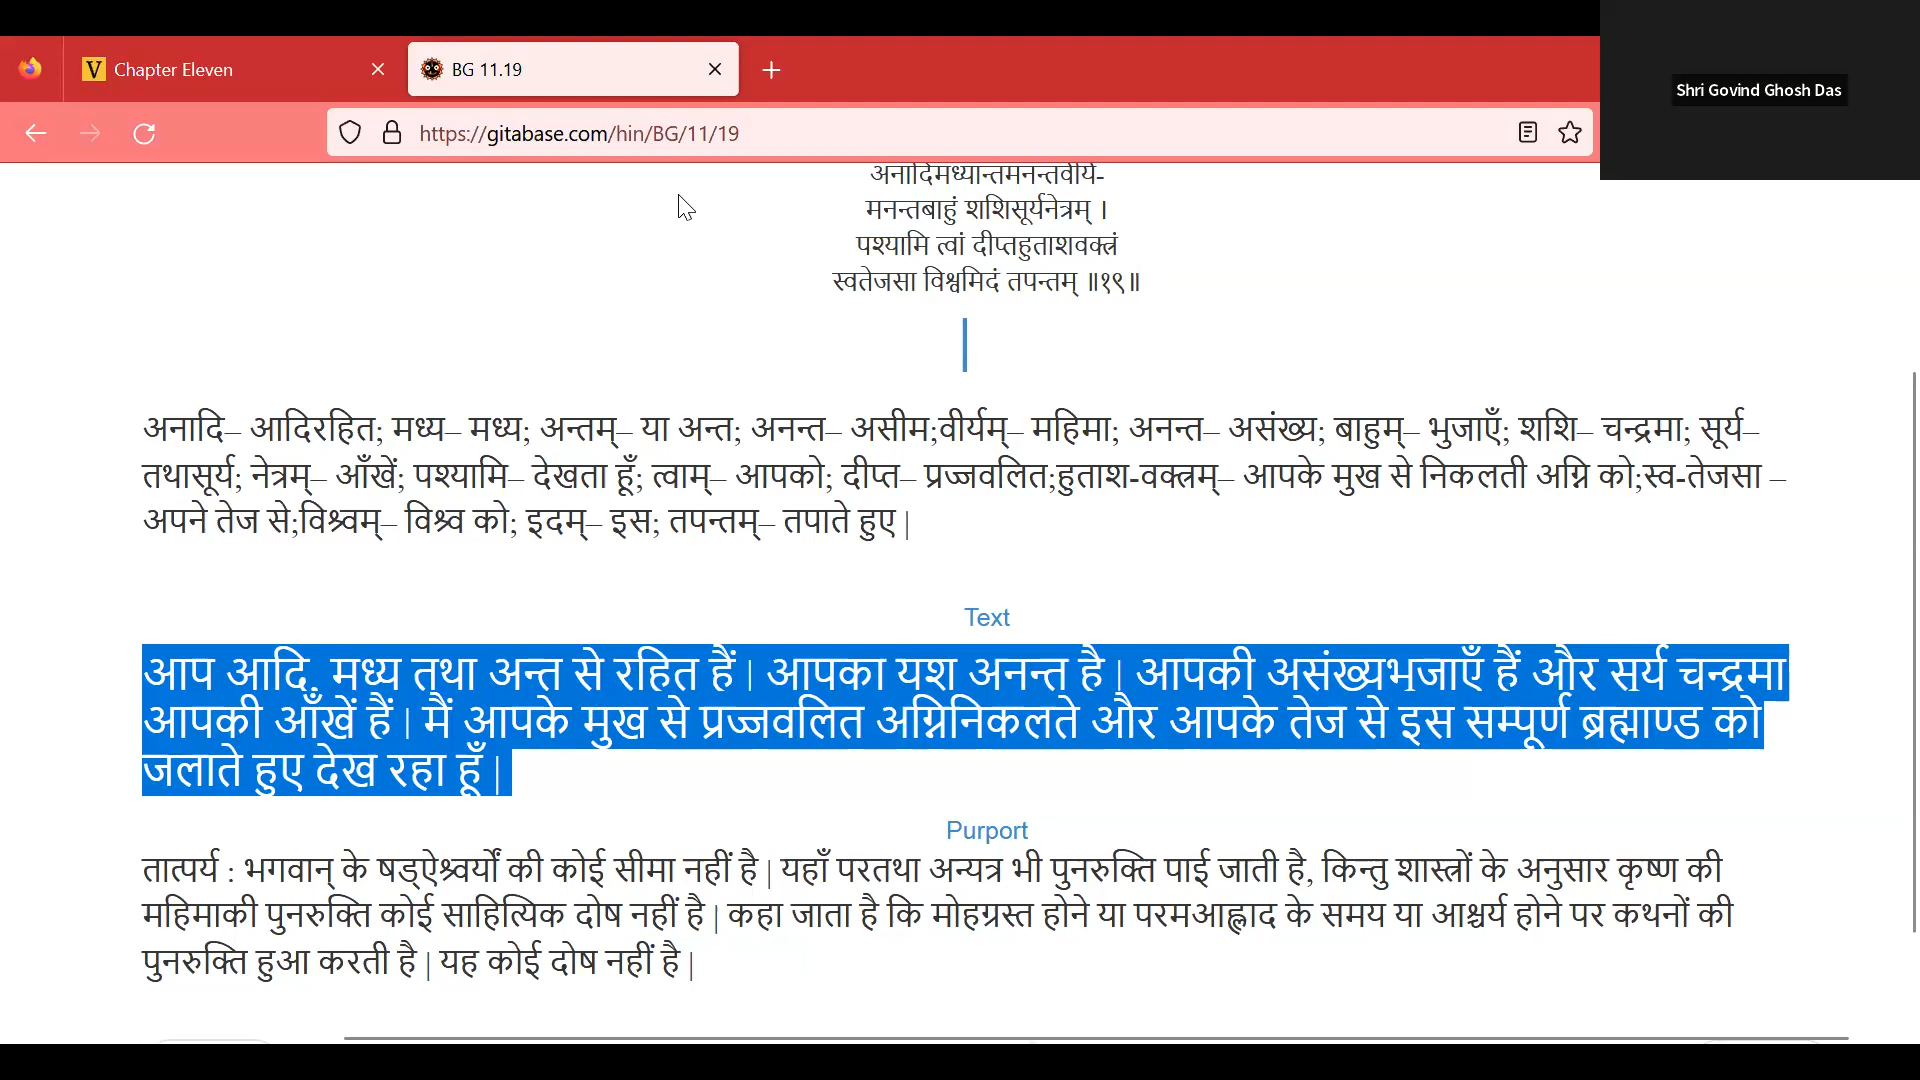 Chapter Eleven
BG 11.19
Shri Govind Ghosh Das
https://gitabase.com/hin/BG/11/19
अनादिमध्यान्तमनन्तवीर्य-
मनन्तबाहुं शशिसूर्यनेत्रम् ।
पश्यामि त्वां दीप्तहुताशवक्त्रं
स्वतेजसा विश्वमिदं तपन्तम् ॥१९॥
अनादि– आदिरहित; मध्य– मध्य; अन्तम्– या अन्त; अनन्त– असीम;वीर्यम्– महिमा; अनन्त– असंख्य; बाहुम्– भुजाएँ; शशि– चन्द्रमा; सूर्य–
तथासूर्य; नेत्रम्– आँखें; पश्यामि– देखता हूँ; त्वाम्– आपको; दीप्त– प्रज्जवलित;हुताश-वक्त्रम्– आपके मुख से निकलती अग्नि को;स्व-तेजसा –
अपने तेज से;विश्र्वम्– विश्र्व को; इदम्– इस; तपन्तम्– तपाते हुए |
Text
आप आदि, मध्य तथा अन्त से रहित हैं | आपका यश अनन्त है | आपकी असंख्यभुजाएँ हैं और सूर्य चन्द्रमा
आपकी आँखें हैं | मैं आपके मुख से प्रज्जवलित अग्निनिकलते और आपके तेज से इस सम्पूर्ण ब्रह्माण्ड को
जलाते हुए देख रहा हूँ |
Purport
तात्पर्य : भगवान् के षड्ऐश्र्वर्यों की कोई सीमा नहीं है | यहाँ परतथा अन्यत्र भी पुनरुक्ति पाई जाती है, किन्तु शास्त्रों के अनुसार कृष्ण की
महिमाकी पुनरुक्ति कोई साहित्यिक दोष नहीं है | कहा जाता है कि मोहग्रस्त होने या परमआह्लाद के समय या आश्चर्य होने पर कथनों की
पुनरुक्ति हुआ करती है | यह कोई दोष नहीं है |